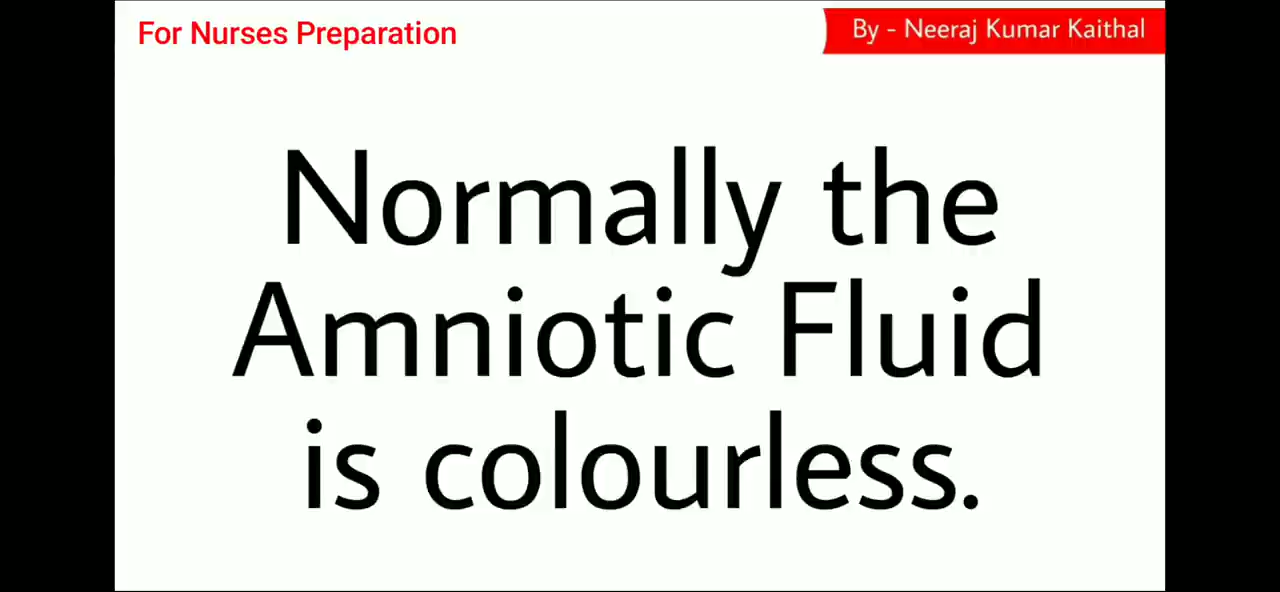 For Nurses Preparation
By - Neeraj Kumar Kaithal
Normally the
Amniotic Fluid
is colourless.